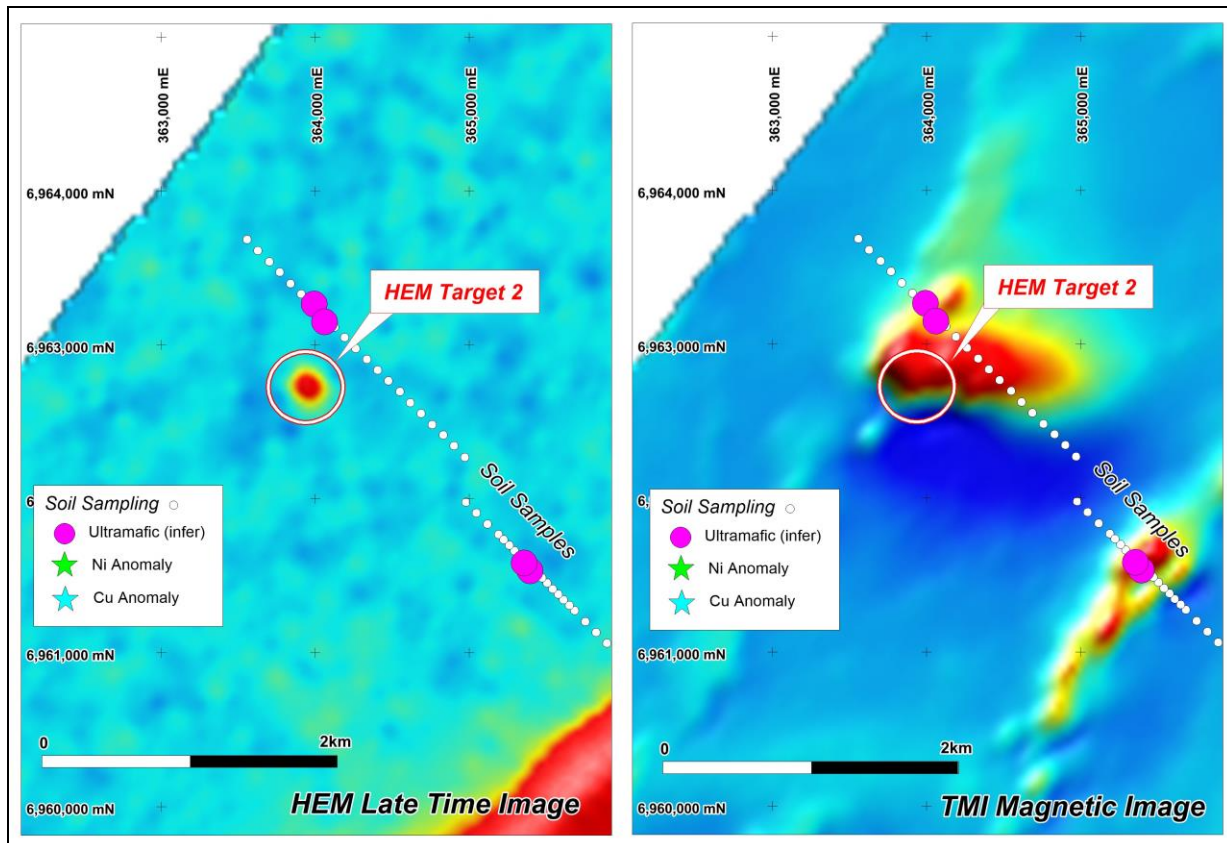 363,000 mE
364,000 mE
365,000 mE
6,964,000 mN
HEM Target 2
6,963,000 mN
Soil Samples
Soil Sampling
Ultramafic (infer)
Ni Anomaly
Cu Anomaly
6,961,000 mN
0
2km
HEM Late Time Image
6,960,000 mN
363,000 mE
364,000 mE
365,000 mE
6,964,000 mN
HEM Target 2
6,963,000 mN
Soil Samples
Soil Sampling
Ultramafic (infer)
Ni Anomaly
Cu Anomaly
6,961,000 mN
0
2km
TMI Magnetic Image
6,960,000 mN